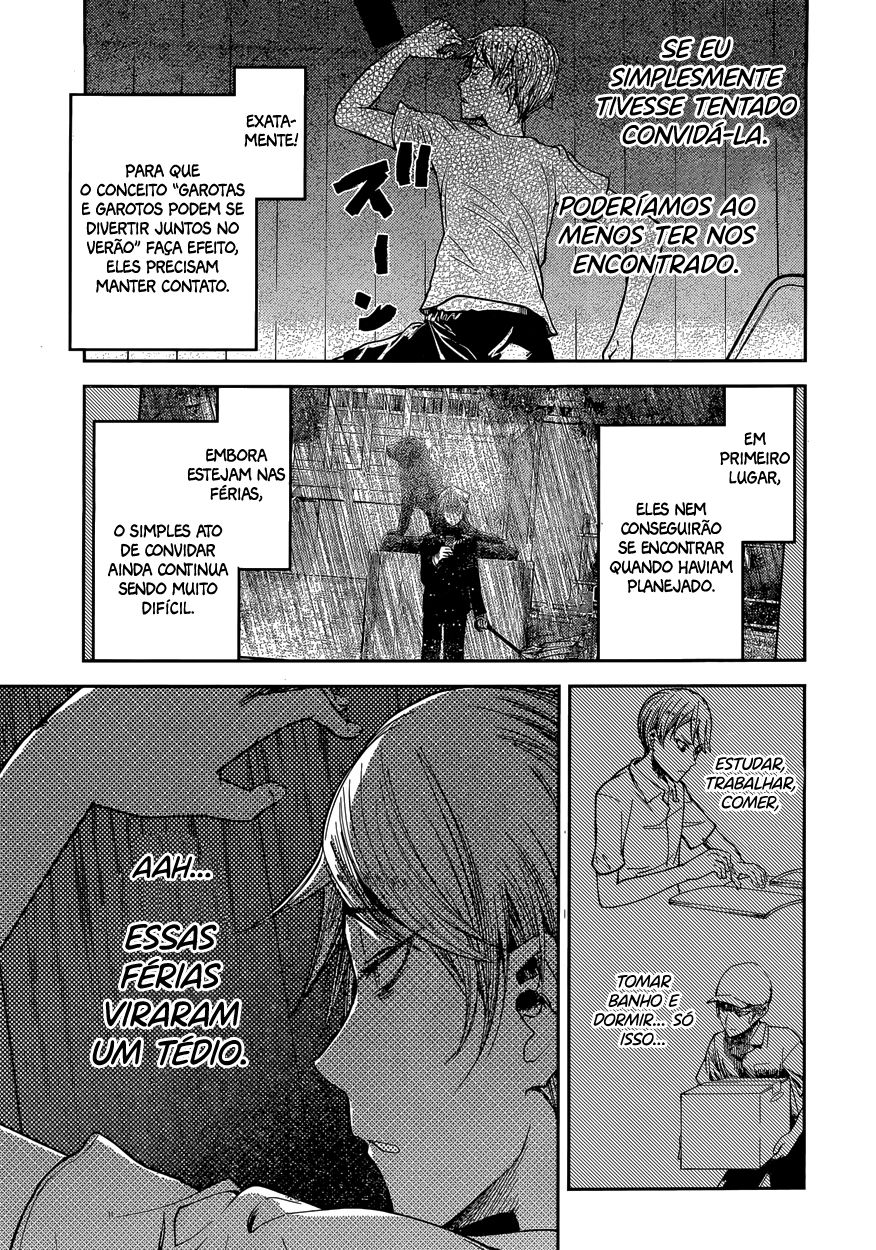 SE EU
SIMPLESMENTE
TIVESSE TENTADO
CONVIDÁ-LA.
PODERÍAMOS AO
MENOS TER NOS
ENCONTRADO.
ズーン
EXATA-
MENTE!
PARA QUE
O CONCEITO “GAROTAS
E GAROTOS PODEM SE
DIVERTIR JUNTOS NO
VERÃO” FAÇA EFEITO,
ELES PRECISAM
MANTER CONTATO.
EM
PRIMEIRO
LUGAR,
ELES NEM
CONSEGUIRÃO
SE ENCONTRAR
QUANDO HAVIAM
PLANEJADO.
EMBORA
ESTEJAM NAS
FÉRIAS,
O SIMPLES ATO
DE CONVIDAR
AINDA CONTINUA
SENDO MUITO
DIFÍCIL.
ESTUDAR,
TRABALHAR,
COMER,
TOMAR
BANHO E
DORMIR... SÓ
ISSO...
AAH...
ESSAS
FÉRIAS
VIRARAM
UM TÉDIO.